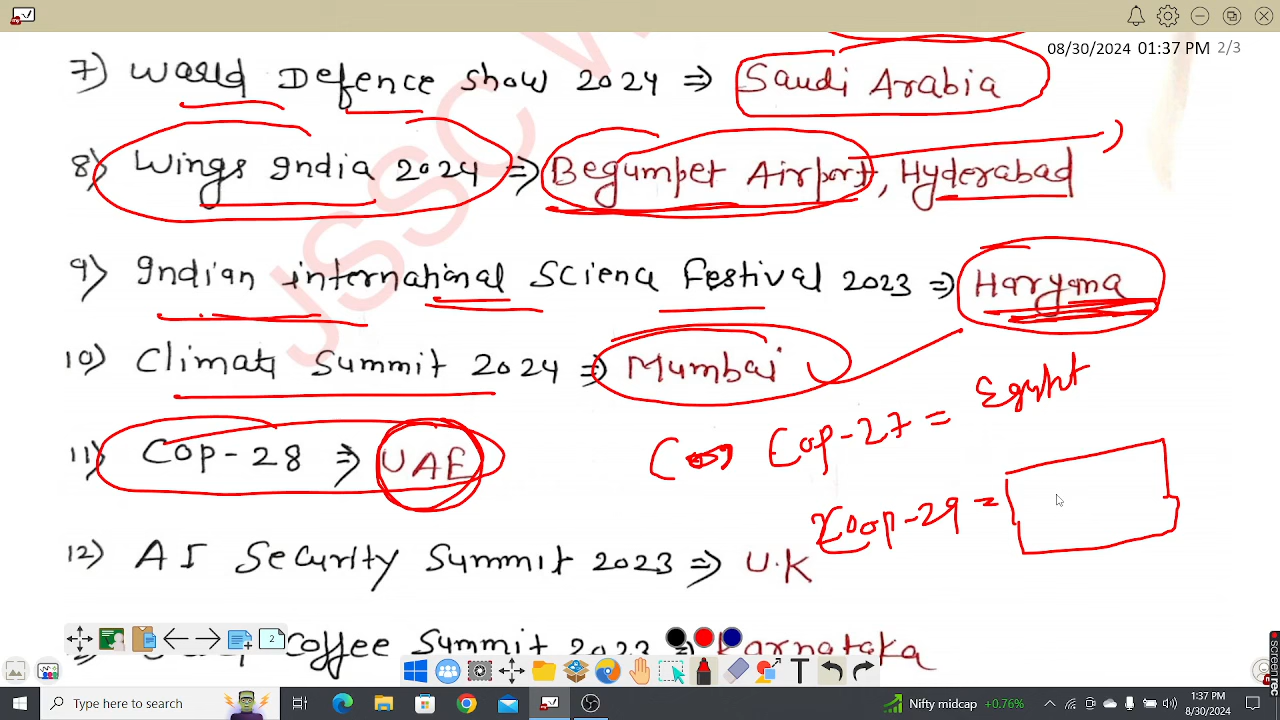 08/30/2024 01:37 PM 2/3
7) World Defence Show 2024 ⇒ Saudi Arabia
8) Wings India 2024 ⇒ Begumpet Airport, Hyderabad
9) Indian international Scienc Festival 2023 ⇒ Haryana
10) Climate Summit 2024 ⇒ Mumbai
Cop-27 = Egypt
11) Cop-28 ⇒ UAE
Cop-29 =
12) AI Security Summit 2023 ⇒ U.K
Coffee Summit 2023 ⇒ Karnataka
JSSC
2
Type here to search
Nifty midcap +0.76%
1:37 PM
8/30/2024